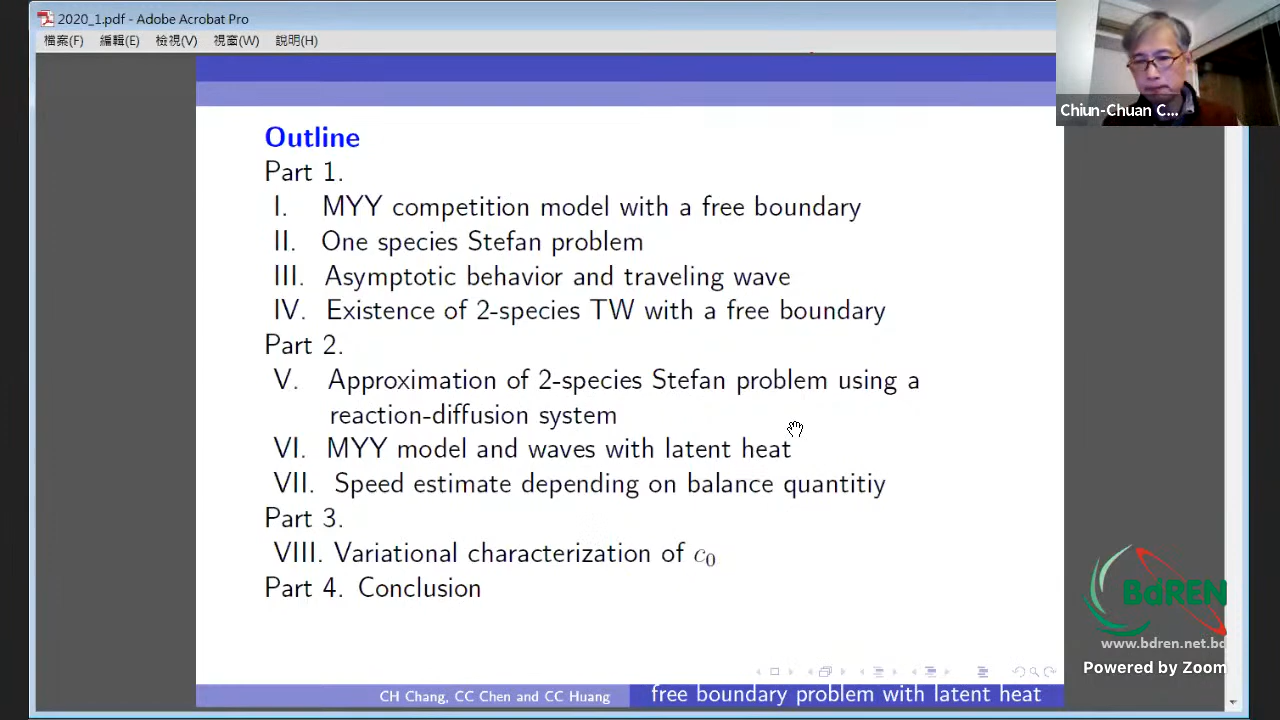 2020_1.pdf - Adobe Acrobat Pro
檔案(F) 編輯(E) 檢視(V) 視窗(W) 說明(H)
Chiun-Chuan C...
Outline
Part 1.
I. MYY competition model with a free boundary
II. One species Stefan problem
III. Asymptotic behavior and traveling wave
IV. Existence of 2-species TW with a free boundary
Part 2.
V. Approximation of 2-species Stefan problem using a
reaction-diffusion system
VI. MYY model and waves with latent heat
VII. Speed estimate depending on balance quantitiy
Part 3.
VIII. Variational characterization of c₀
Part 4. Conclusion
BdREN
www.bdren.net.bd
Powered by Zoom
CH Chang, CC Chen and CC Huang free boundary problem with latent heat